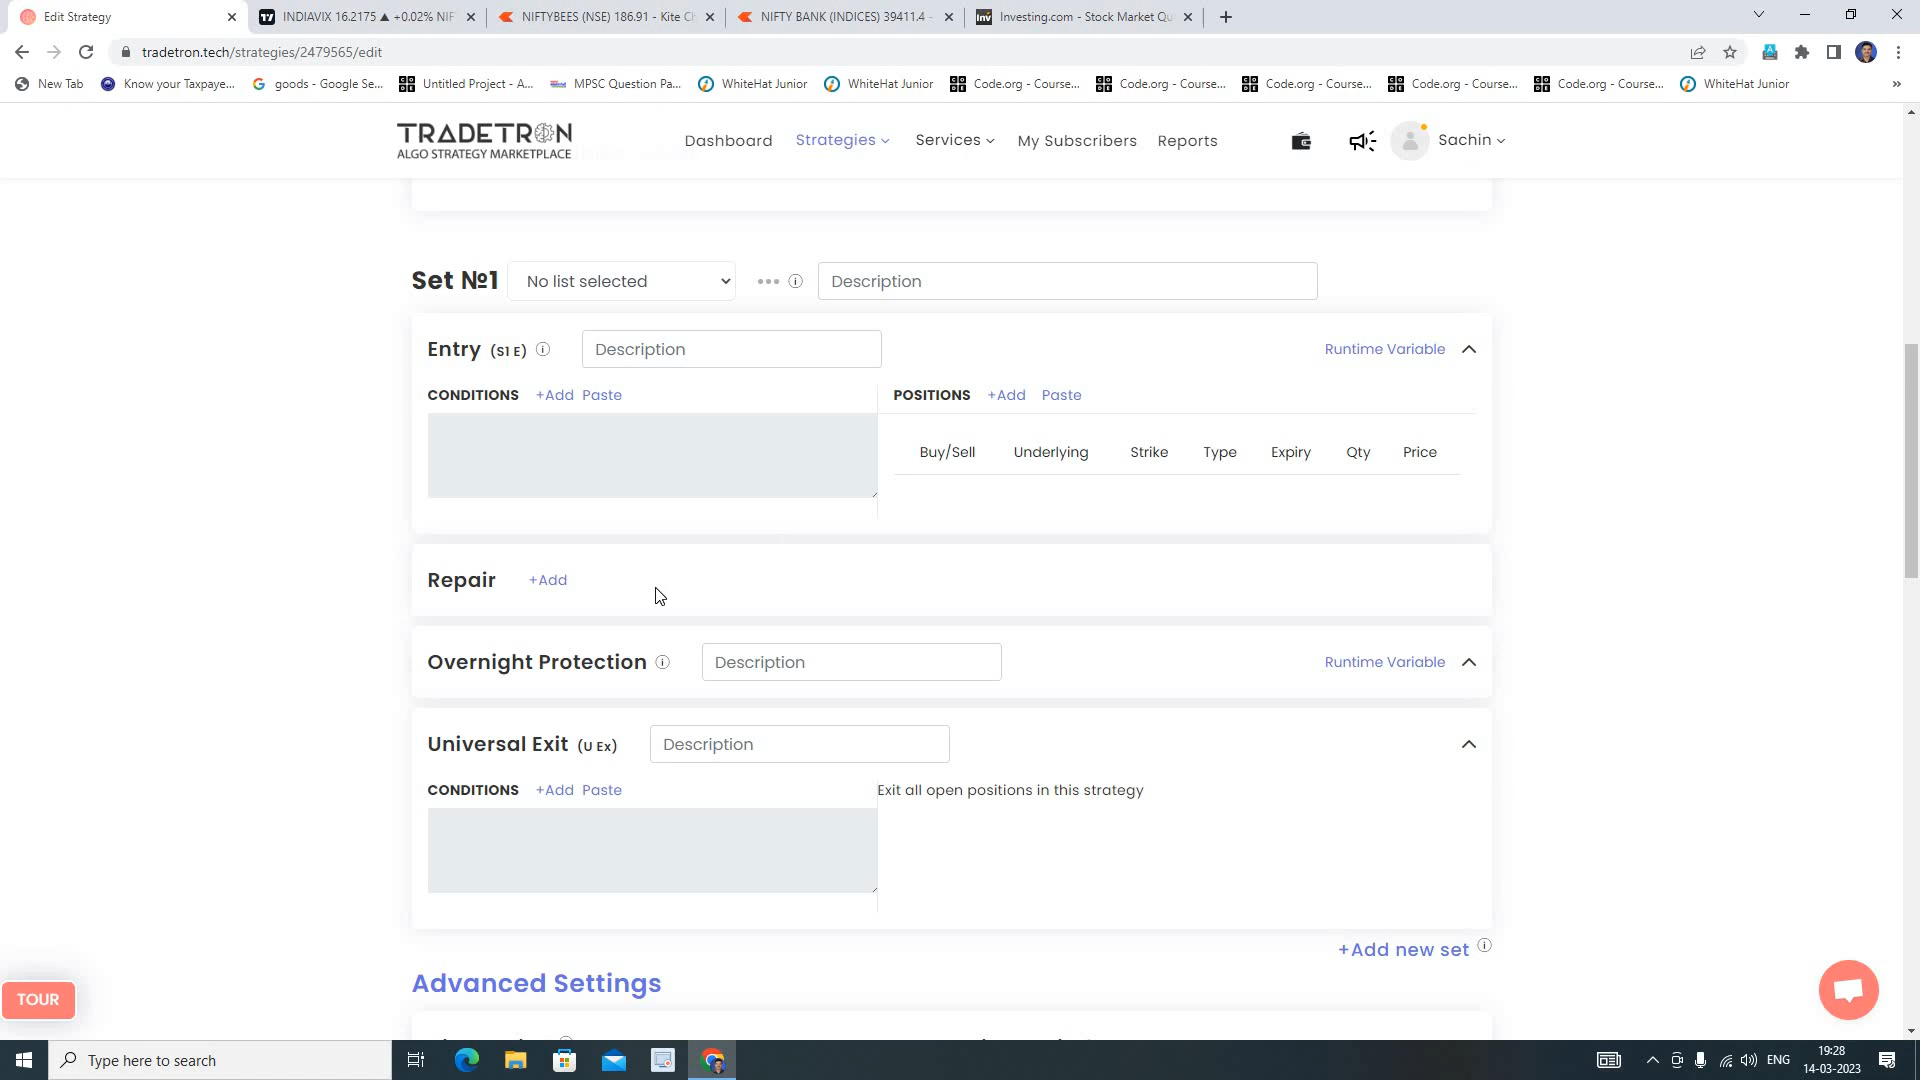 Edit Strategy
INDIAVIX 16.2175 ▲ +0.02% NIF
NIFTYBEES (NSE) 186.91 - Kite Ch
NIFTY BANK (INDICES) 39411.4 -
Investing.com - Stock Market Qu
tradetron.tech/strategies/2479565/edit
New Tab
Know your Taxpaye...
goods - Google Se...
Untitled Project - A...
MPSC Question Pa...
WhiteHat Junior
WhiteHat Junior
Code.org - Course...
Code.org - Course...
Code.org - Course...
Code.org - Course...
Code.org - Course...
WhiteHat Junior
TRADETRON
ALGO STRATEGY MARKETPLACE
Dashboard
Strategies
Services
My Subscribers
Reports
Sachin
Set №1
No list selected
Description
Entry (S1 E)
Description
Runtime Variable
CONDITIONS +Add Paste
POSITIONS +Add Paste
Buy/Sell Underlying Strike Type Expiry Qty Price
Repair +Add
Overnight Protection
Description
Runtime Variable
Universal Exit (U Ex)
Description
CONDITIONS +Add Paste
Exit all open positions in this strategy
+Add new set
Advanced Settings
TOUR
Type here to search
ENG
19:28
14-03-2023